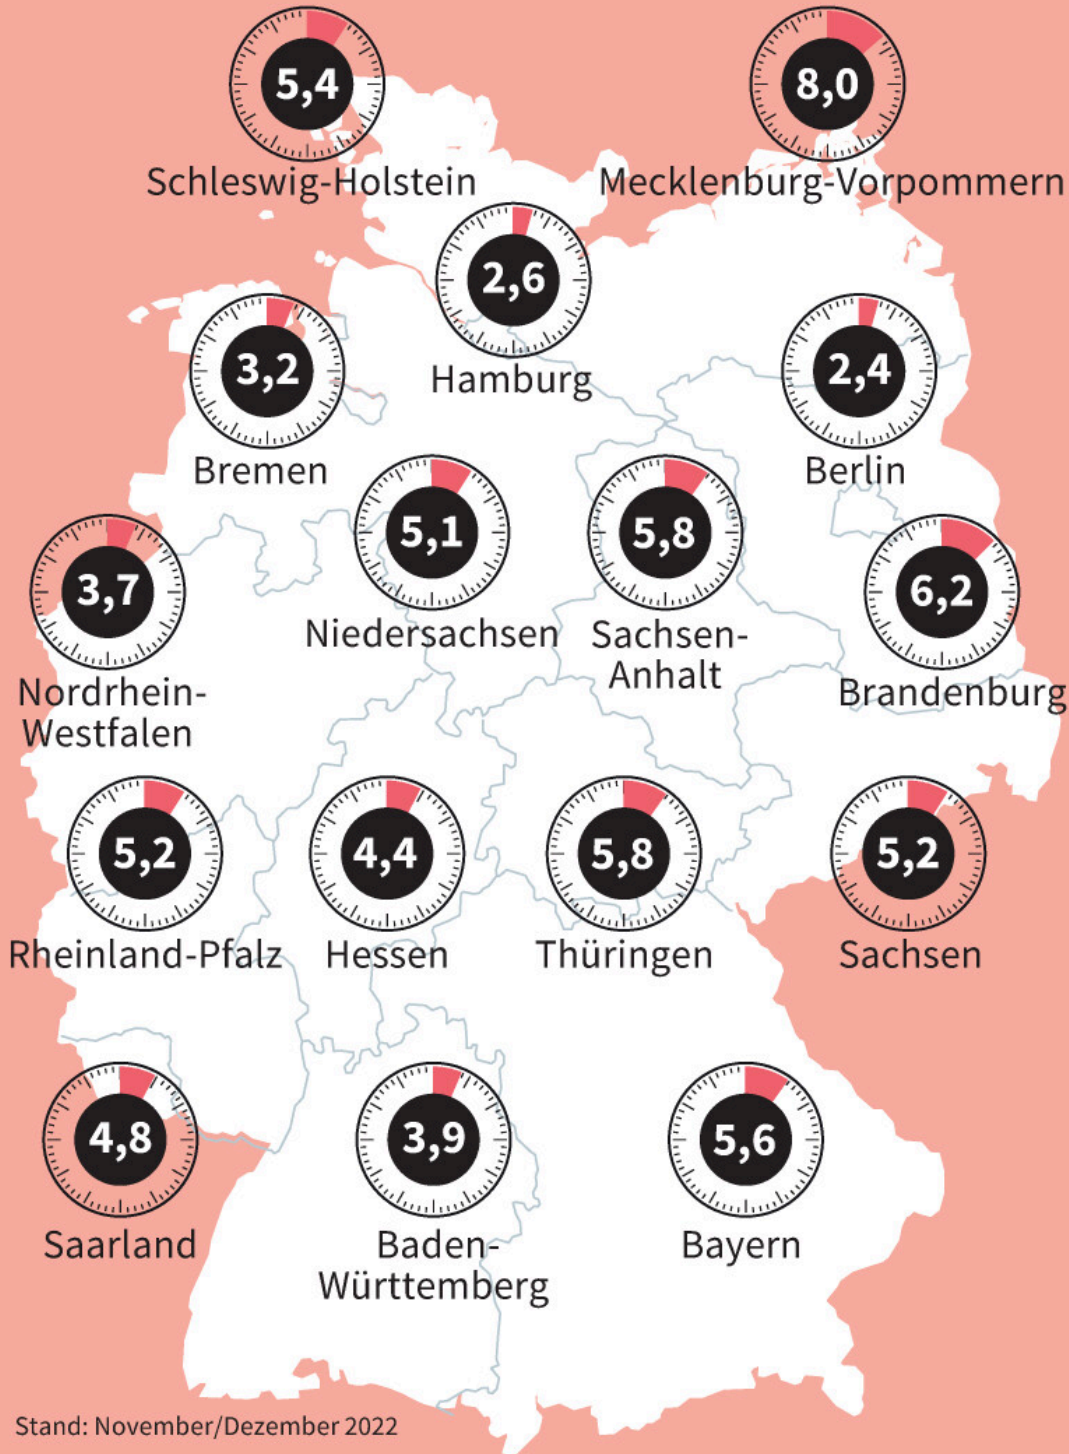 5,4
Schleswig-Holstein
8,0
Mecklenburg-Vorpommern
2,6
Hamburg
3,2
Bremen
2,4
Berlin
5,1
Niedersachsen
5,8
Sachsen-
Anhalt
3,7
Nordrhein-
Westfalen
6,2
Brandenburg
5,2
Rheinland-Pfalz
4,4
Hessen
5,8
Thüringen
5,2
Sachsen
4,8
Saarland
3,9
Baden-
Württemberg
5,6
Bayern
Stand: November/Dezember 2022